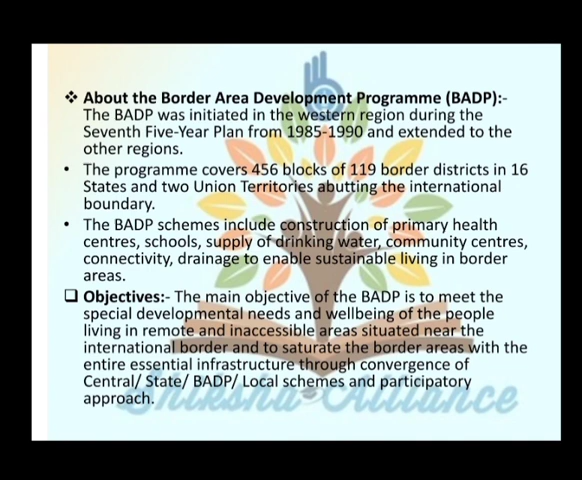 ❖ About the Border Area Development Programme (BADP):-
The BADP was initiated in the western region during the
Seventh Five-Year Plan from 1985-1990 and extended to the
other regions.
• The programme covers 456 blocks of 119 border districts in 16
States and two Union Territories abutting the international
boundary.
• The BADP schemes include construction of primary health
centres, schools, supply of drinking water, community centres,
connectivity, drainage to enable sustainable living in border
areas.
❑ Objectives:- The main objective of the BADP is to meet the
special developmental needs and wellbeing of the people
living in remote and inaccessible areas situated near the
international border and to saturate the border areas with the
entire essential infrastructure through convergence of
Central/ State/ BADP/ Local schemes and participatory
approach.
Shiksha Alliance